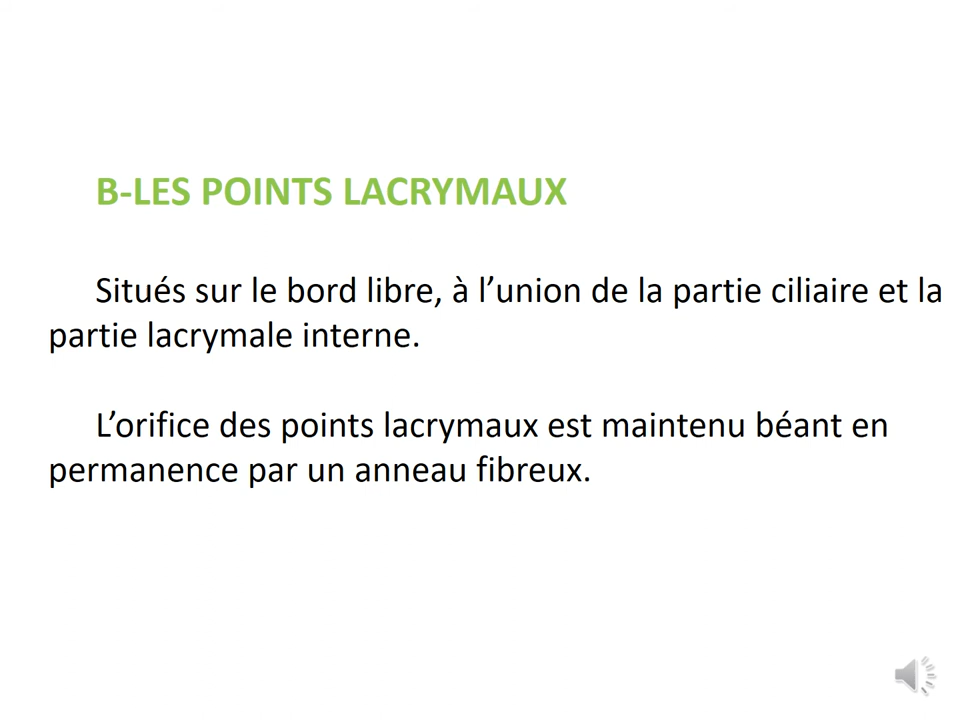 B-LES POINTS LACRYMAUX
Situés sur le bord libre, à l’union de la partie ciliaire et la
partie lacrymale interne.
L’orifice des points lacrymaux est maintenu béant en
permanence par un anneau fibreux.